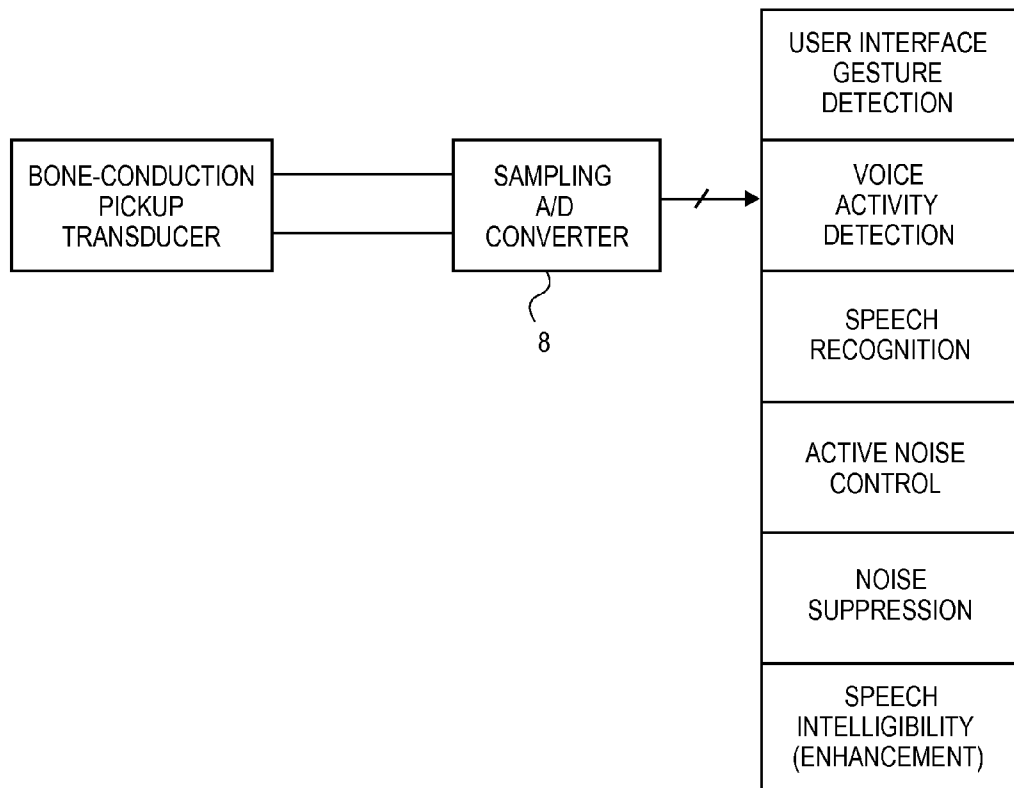 BONE-CONDUCTION
PICKUP
TRANSDUCER
SAMPLING
A/D
CONVERTER
8
USER INTERFACE
GESTURE
DETECTION
VOICE
ACTIVITY
DETECTION
SPEECH
RECOGNITION
ACTIVE NOISE
CONTROL
NOISE
SUPPRESSION
SPEECH
INTELLIGIBILITY
(ENHANCEMENT)